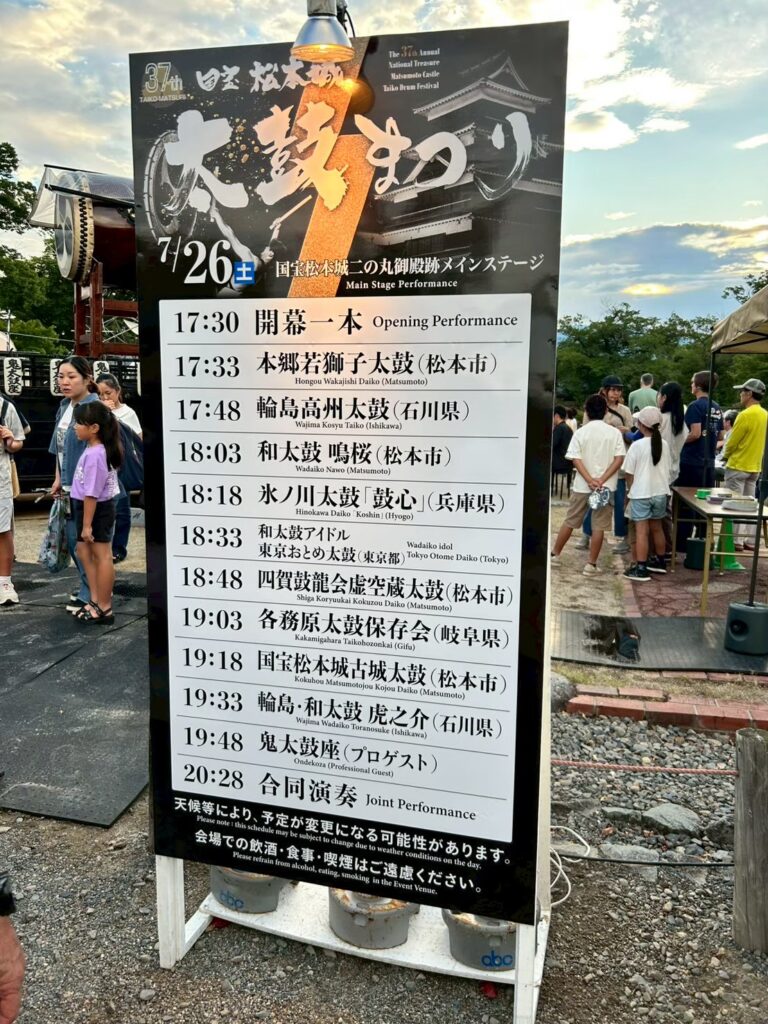 37th
TAIKO-MATSURI
国宝 松本城
The 37th Annual
National Treasure
Matsumoto Castle
Taiko Drum Festival
太鼓まつり
7/26土
国宝松本城二の丸御殿跡メインステージ
Main Stage Performance
17:30 開幕一本 Opening Performance
17:33 本郷若獅子太鼓(松本市)
Hongou Wakajishi Daiko (Matsumoto)
17:48 輪島高州太鼓(石川県)
Wajima Kosyu Taiko (Ishikawa)
18:03 和太鼓 鳴桜(松本市)
Wadaiko Nawo (Matsumoto)
18:18 氷ノ川太鼓「鼓心」(兵庫県)
Hinokawa Daiko「Koshin」(Hyogo)
18:33 和太鼓アイドル
東京おとめ太鼓(東京都)
Wadaiko idol
Tokyo Otome Daiko (Tokyo)
18:48 四賀鼓龍会虚空蔵太鼓(松本市)
Shiga Koryuukai Kokuzou Daiko (Matsumoto)
19:03 各務原太鼓保存会(岐阜県)
Kakamigahara Taikohozonkai (Gifu)
19:18 国宝松本城古城太鼓(松本市)
Kokuhou Matsumotojou Kojou Daiko (Matsumoto)
19:33 輪島・和太鼓 虎之介(石川県)
Wajima Wadaiko Toranosuke (Ishikawa)
19:48 鬼太鼓座(プロゲスト)
Ondekoza (Professional Guest)
20:28 合同演奏 Joint Performance
天候等により、予定が変更になる可能性があります。
Please note : this schedule may be subject to change due to weather conditions on the day.
会場での飲酒・食事・喫煙はご遠慮ください。
Please refrain from alcohol, eating, smoking in the Event Venue.
abc
abc
鬼太鼓座